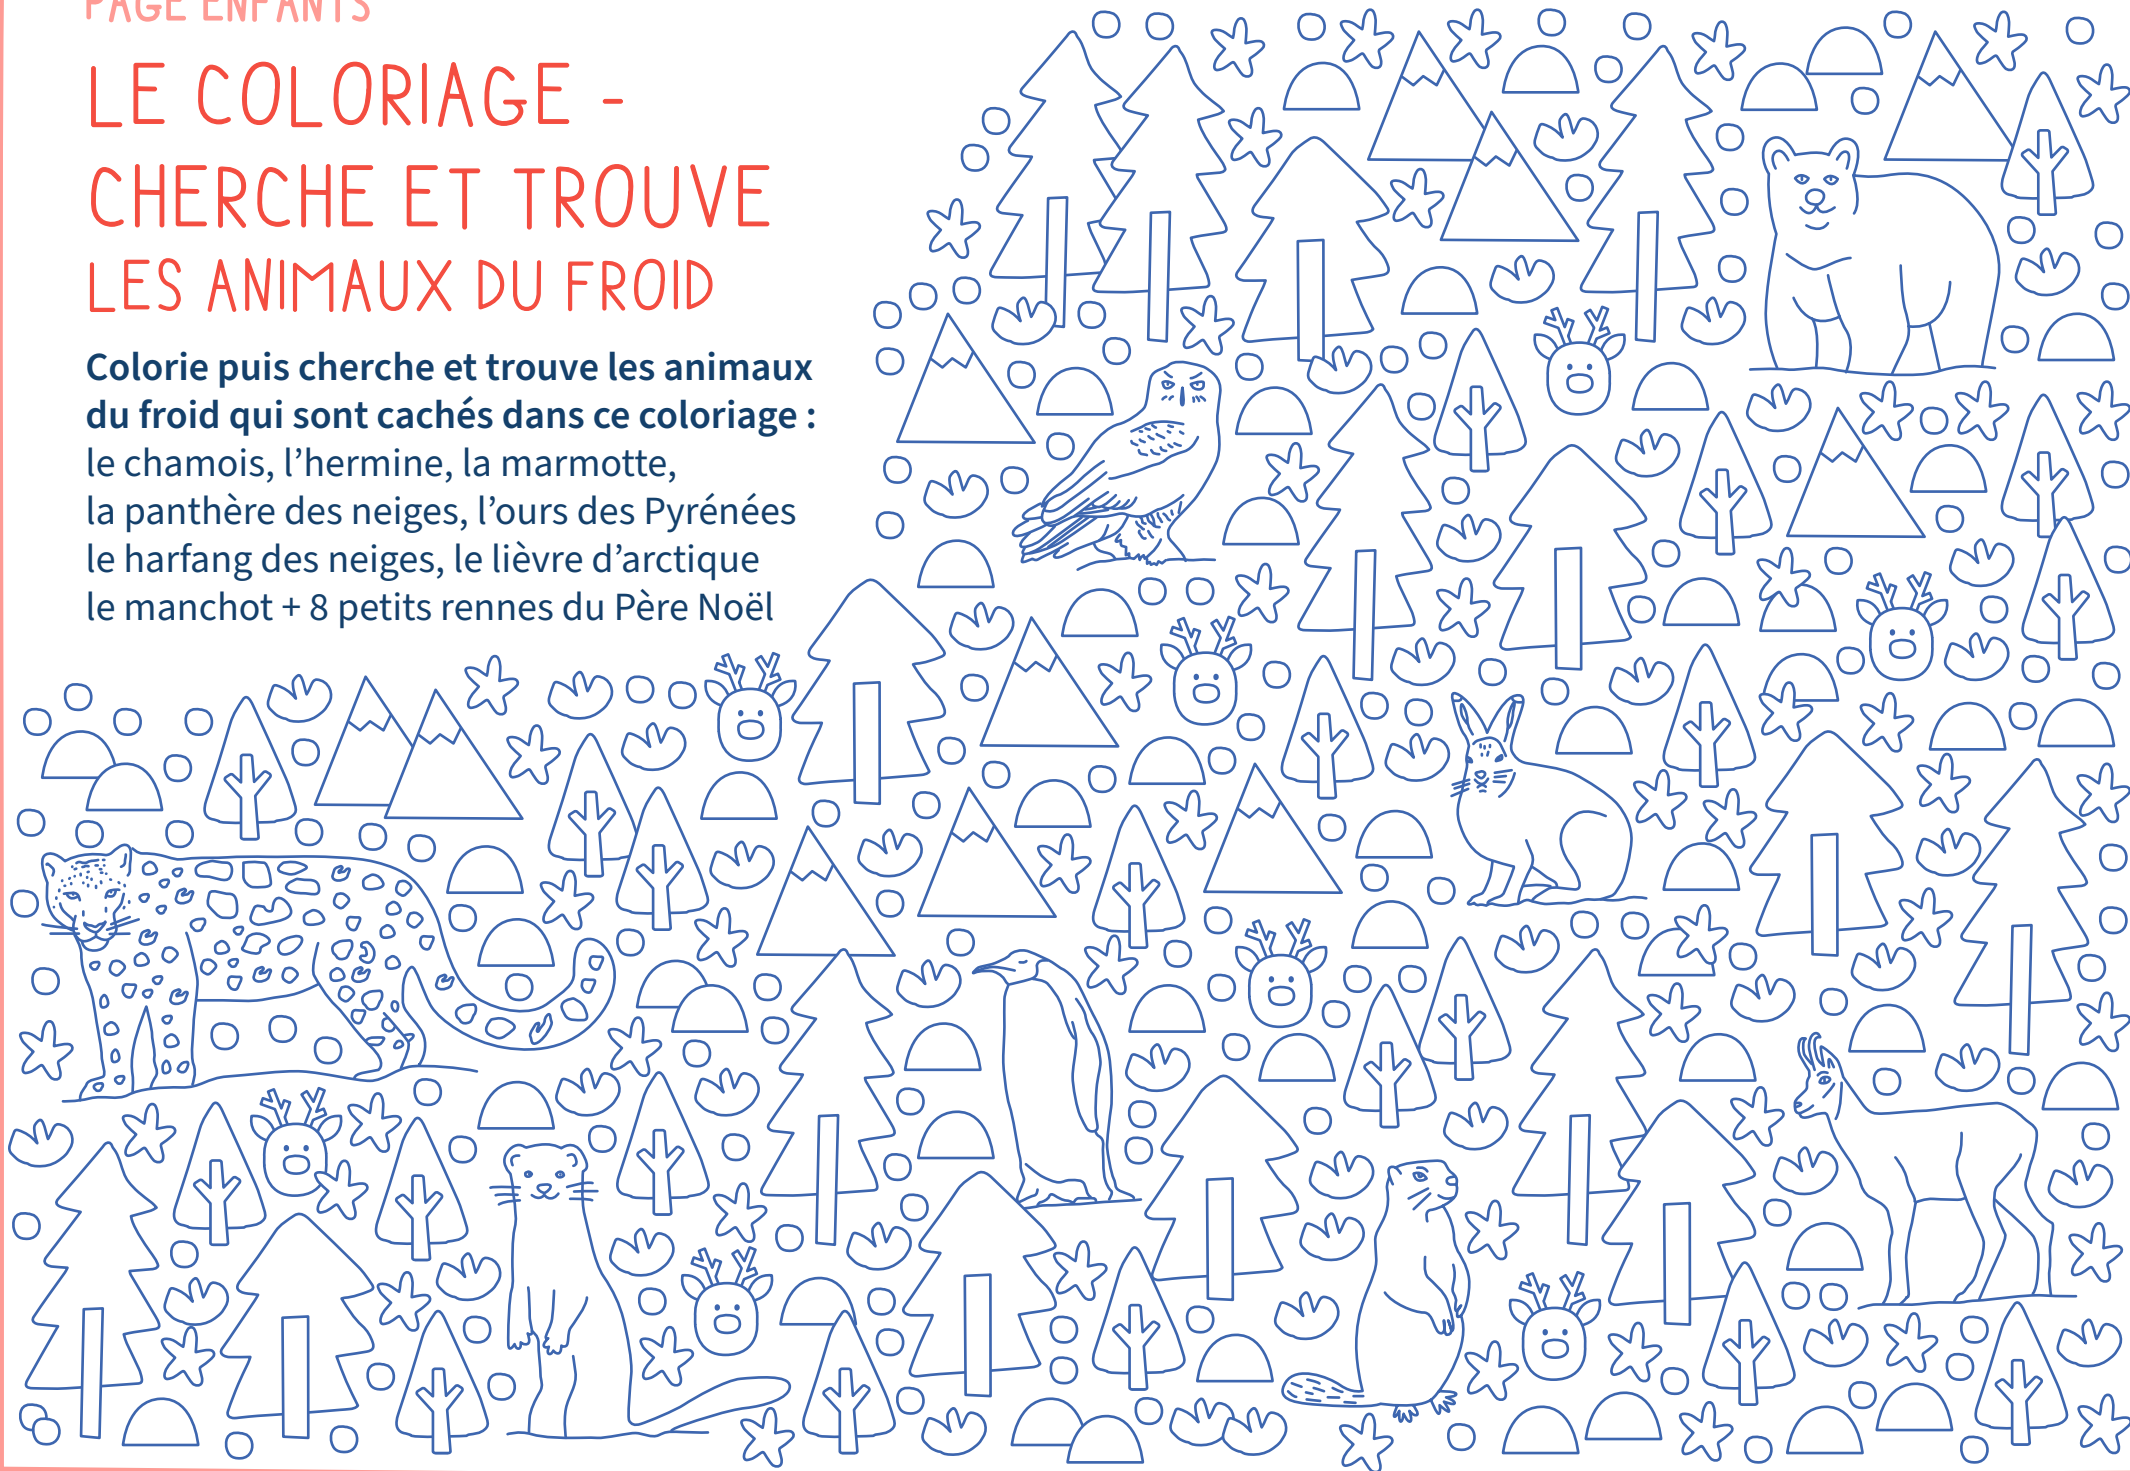 PAGE ENFANTS
LE COLORIAGE -
CHERCHE ET TROUVE
LES ANIMAUX DU FROID
Colorie puis cherche et trouve les animaux
du froid qui sont cachés dans ce coloriage :
le chamois, l’hermine, la marmotte,
la panthère des neiges, l’ours des Pyrénées
le harfang des neiges, le lièvre d’arctique
le manchot + 8 petits rennes du Père Noël